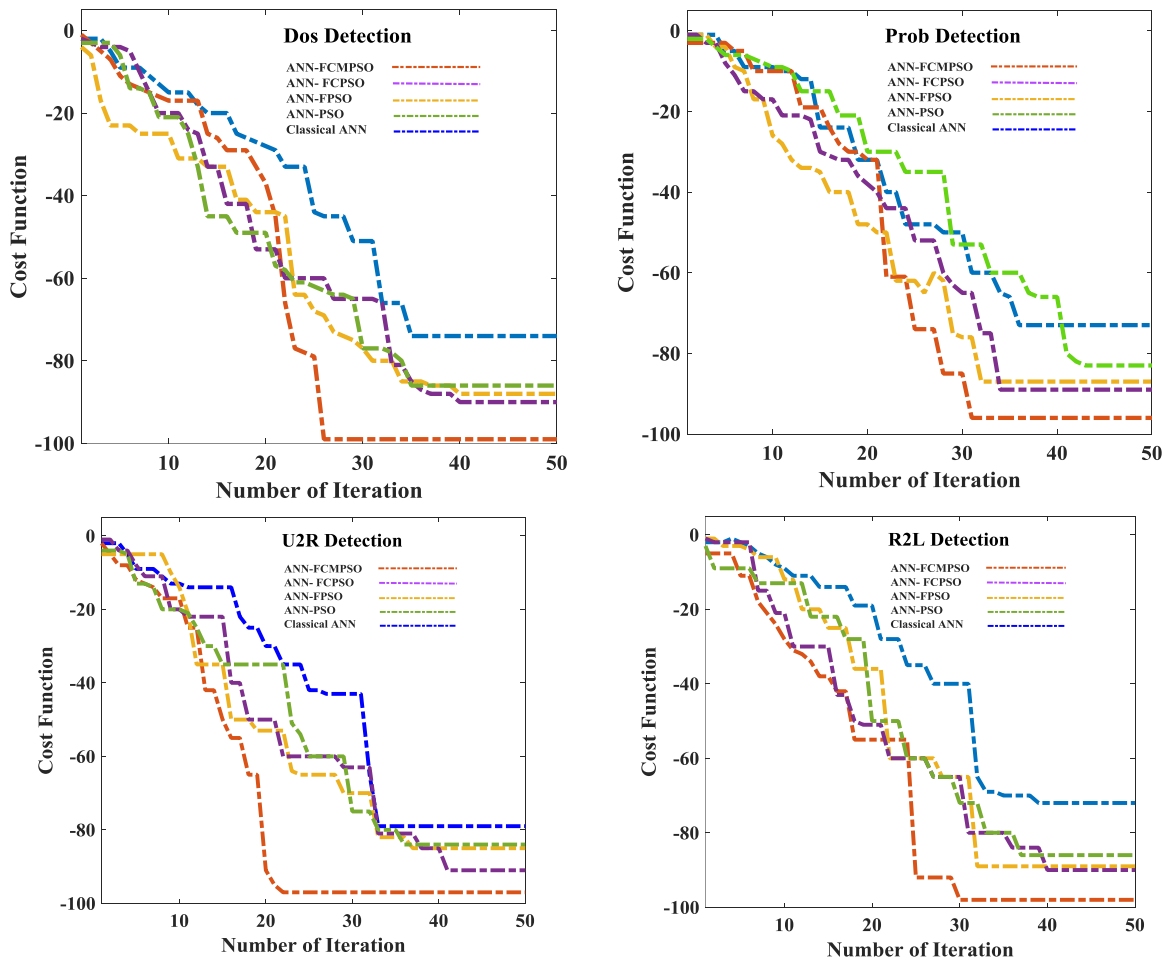 Dos Detection
ANN-FCMPSO
ANN- FCPSO
ANN-FPSO
ANN-PSO
Classical ANN
0
-20
-40
-60
-80
-100
10 20 30 40 50
Cost Function
Number of Iteration
Prob Detection
ANN-FCMPSO
ANN- FCPSO
ANN-FPSO
ANN-PSO
Classical ANN
0
-20
-40
-60
-80
-100
10 20 30 40 50
Cost Function
Number of Iteration
U2R Detection
ANN-FCMPSO
ANN- FCPSO
ANN-FPSO
ANN-PSO
Classical ANN
0
-20
-40
-60
-80
-100
10 20 30 40 50
Cost Function
Number of Iteration
R2L Detection
ANN-FCMPSO
ANN- FCPSO
ANN-FPSO
ANN-PSO
Classical ANN
0
-20
-40
-60
-80
-100
10 20 30 40 50
Cost Function
Number of Iteration